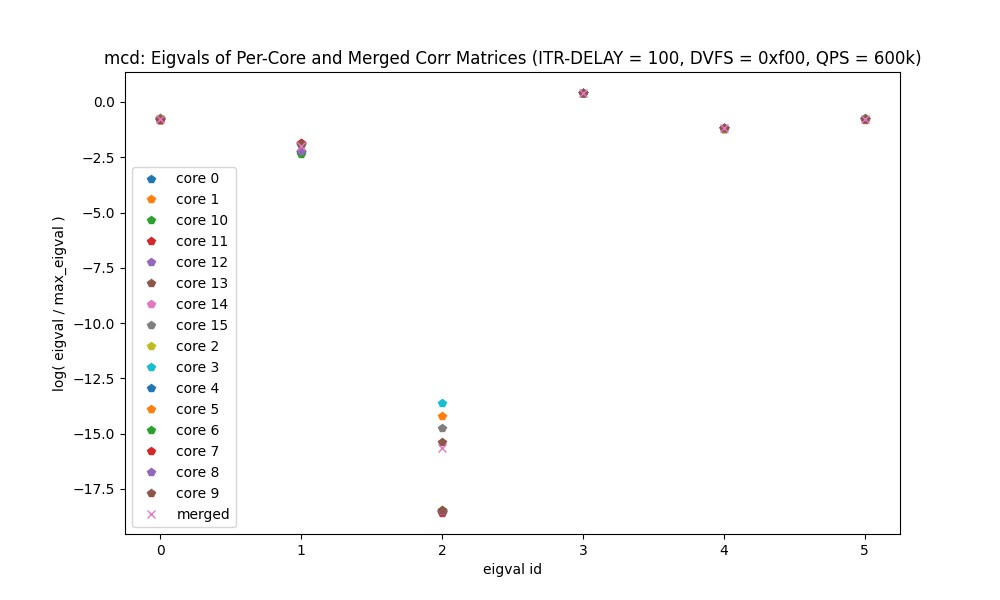 mcd: Eigvals of Per-Core and Merged Corr Matrices (ITR-DELAY = 100, DVFS = 0xf00, QPS = 600k)
log( eigval / max_eigval )
0.0
−2.5
−5.0
−7.5
−10.0
−12.5
−15.0
−17.5
core 0
core 1
core 10
core 11
core 12
core 13
core 14
core 15
core 2
core 3
core 4
core 5
core 6
core 7
core 8
core 9
merged
0 1 2 3 4 5
eigval id